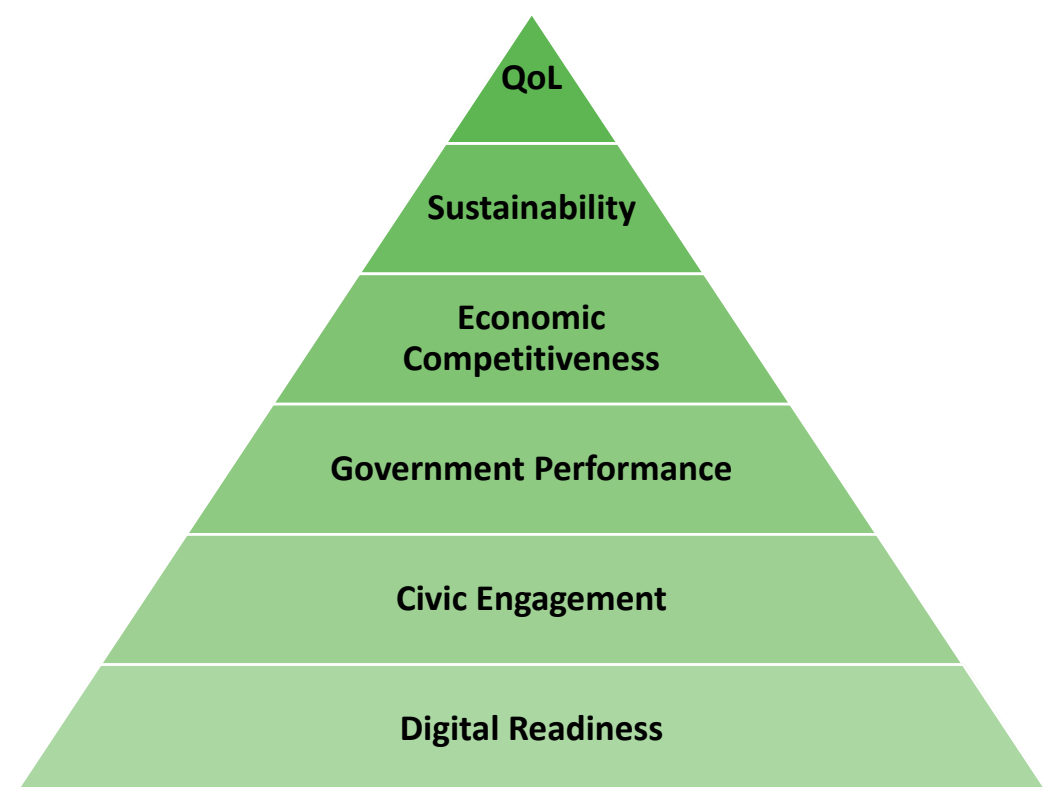 QoL
Sustainability
Economic
Competitiveness
Government Performance
Civic Engagement
Digital Readiness